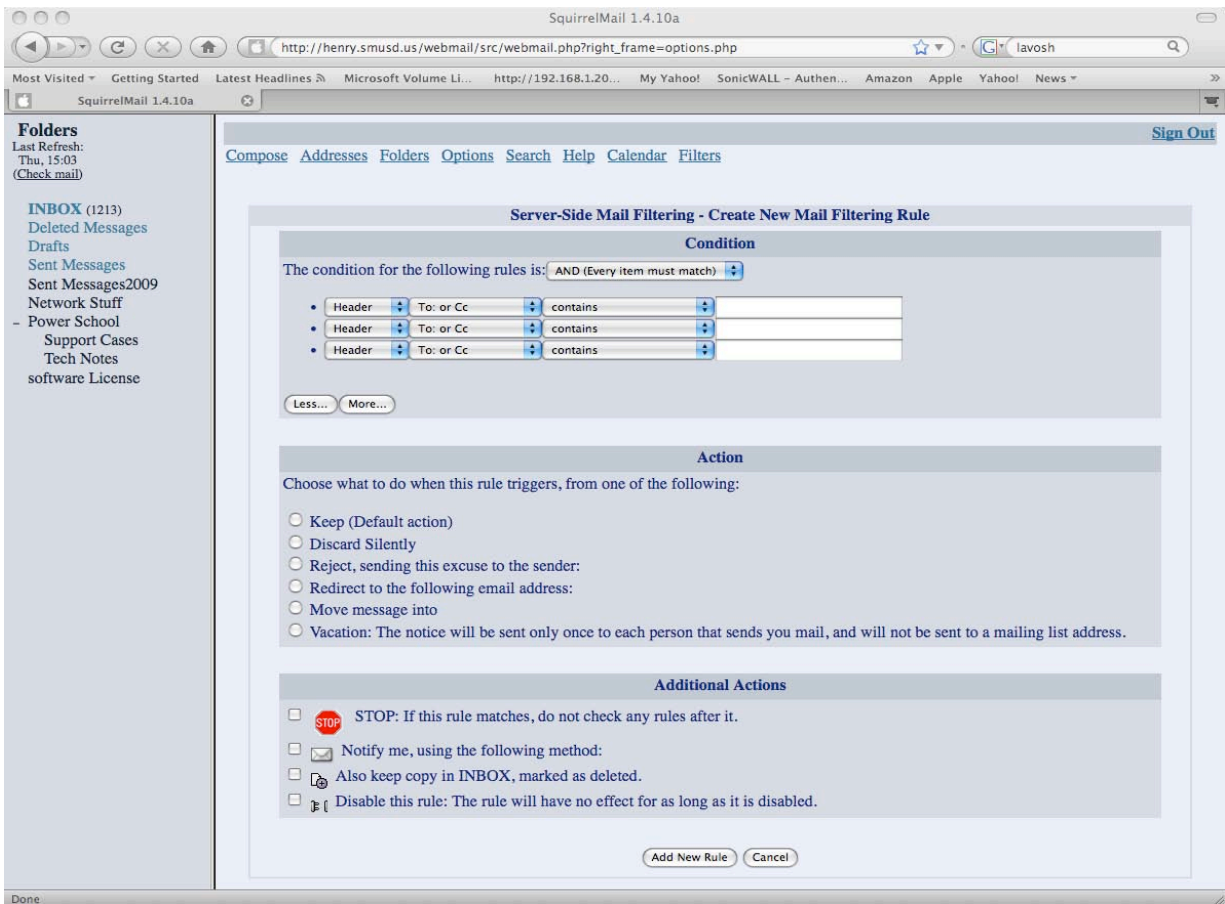 SquirrelMail 1.4.10a
http://henry.smusd.us/webmail/src/webmail.php?right_frame=options.php
lavosh
Most Visited Getting Started Latest Headlines Microsoft Volume Li... http://192.168.1.20... My Yahoo! SonicWALL - Authen... Amazon Apple Yahoo! News »
SquirrelMail 1.4.10a
Folders
Last Refresh:
Thu, 15:03
(Check mail)
INBOX (1213)
Deleted Messages
Drafts
Sent Messages
Sent Messages2009
Network Stuff
– Power School
Support Cases
Tech Notes
software License
Sign Out
Compose Addresses Folders Options Search Help Calendar Filters
Server-Side Mail Filtering - Create New Mail Filtering Rule
Condition
The condition for the following rules is: AND (Every item must match)
• Header To: or Cc contains
• Header To: or Cc contains
• Header To: or Cc contains
Less... More...
Action
Choose what to do when this rule triggers, from one of the following:
Keep (Default action)
Discard Silently
Reject, sending this excuse to the sender:
Redirect to the following email address:
Move message into
Vacation: The notice will be sent only once to each person that sends you mail, and will not be sent to a mailing list address.
Additional Actions
STOP STOP: If this rule matches, do not check any rules after it.
Notify me, using the following method:
Also keep copy in INBOX, marked as deleted.
Disable this rule: The rule will have no effect for as long as it is disabled.
Add New Rule Cancel
Done